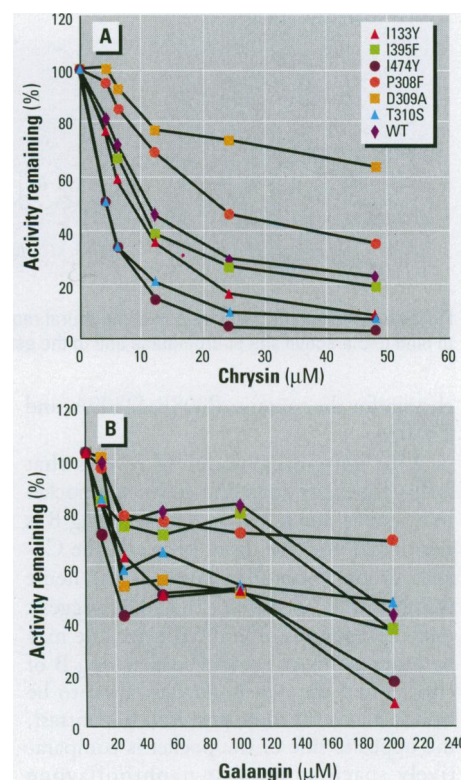 120
100
80
60
40
20
A
I133Y
I395F
I474Y
P308F
D309A
T310S
WT
Activity remaining (%)
0 10 20 30 40 50 60
Chrysin (µM)
120
100
80
60
40
20
0
B
Activity remaining (%)
0 20 40 60 80 100 120 140 160 180 200 220 240
Galangin (µM)